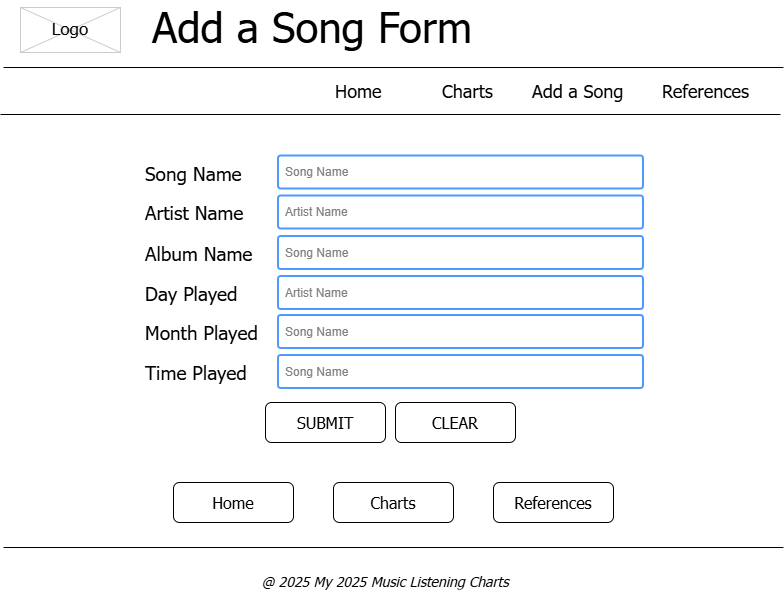 Logo
Add a Song Form
Home Charts Add a Song References
Song Name Song Name
Artist Name Artist Name
Album Name Song Name
Day Played Artist Name
Month Played Song Name
Time Played Song Name
SUBMIT CLEAR
Home Charts References
@ 2025 My 2025 Music Listening Charts